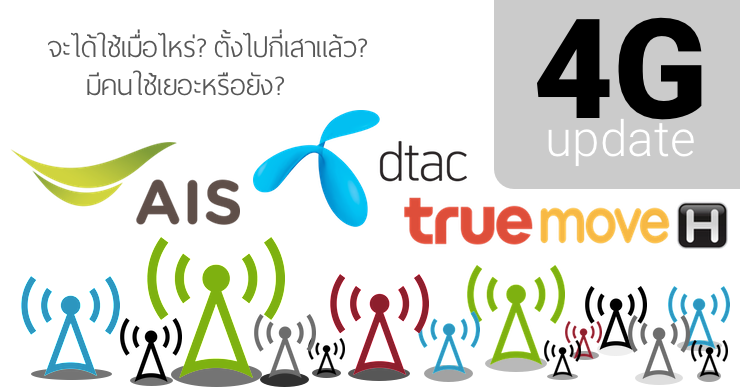 จะได้ใช้เมื่อไหร่? ตั้งไปกี่เสาแล้ว?
มีคนใช้เยอะหรือยัง?
4G
update
AIS
dtac
truemove H